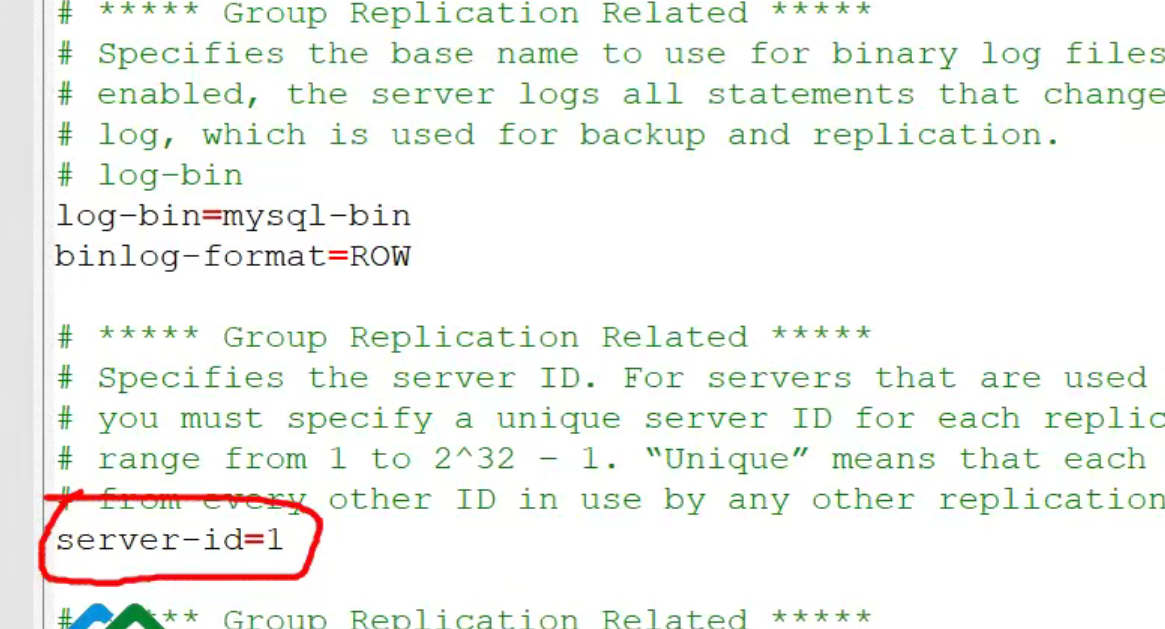 # ***** Group Replication Related *****
# Specifies the base name to use for binary log files
# enabled, the server logs all statements that change
# log, which is used for backup and replication.
# log-bin
log-bin=mysql-bin
binlog-format=ROW
# ***** Group Replication Related *****
# Specifies the server ID. For servers that are used
# you must specify a unique server ID for each replic
# range from 1 to 2^32 - 1. “Unique” means that each
# from every other ID in use by any other replication
server-id=1
# ** Group Replication Related *****